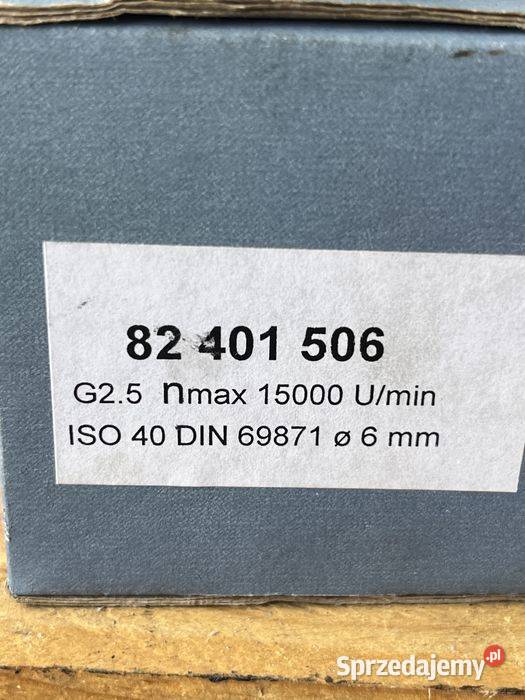 82 401 506
G2.5 nmax 15000 U/min
ISO 40 DIN 69871 ø 6 mm
Sprzedajemy.pl